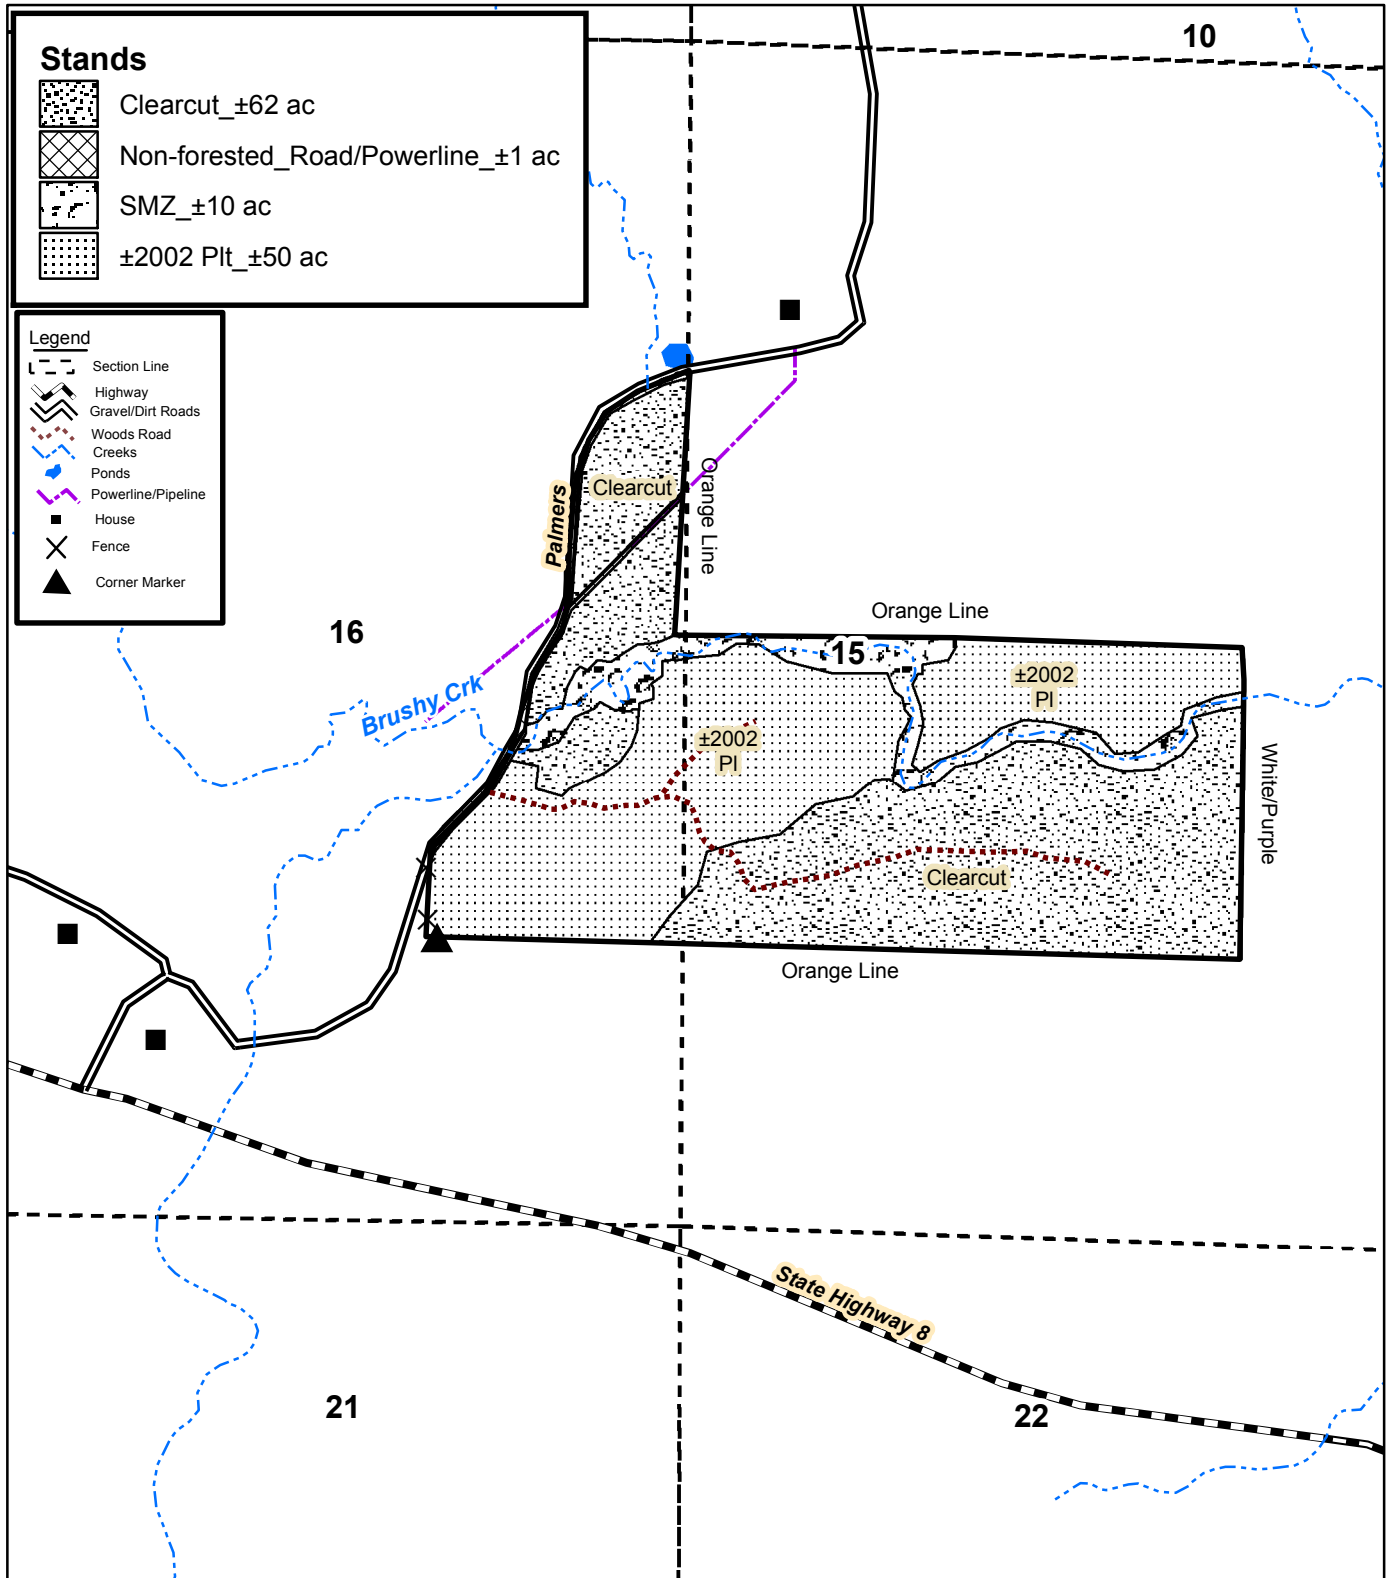 Stands
Clearcut_±62 ac
Non-forested_Road/Powerline_±1 ac
SMZ_±10 ac
±2002 Plt_±50 ac
10
Legend
Section Line
Highway
Gravel/Dirt Roads
Woods Road
Creeks
Ponds
Powerline/Pipeline
House
Fence
Corner Marker
Clearcut
Orange Line
Palmers
Orange Line
16
15
±2002
Pl
Brushy Crk
±2002
Pl
White/Purple
Clearcut
Orange Line
State Highway 8
21
22